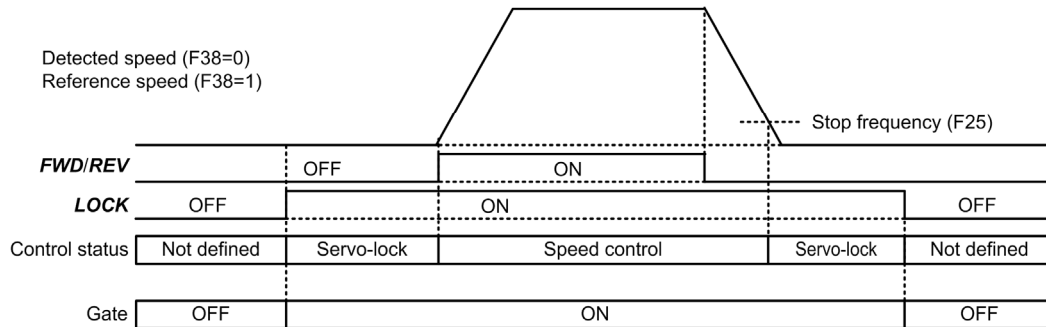 Detected speed (F38=0)
Reference speed (F38=1)
Stop frequency (F25)
FWD/REV OFF ON
LOCK OFF ON OFF
Control status Not defined Servo-lock Speed control Servo-lock Not defined
Gate OFF ON OFF